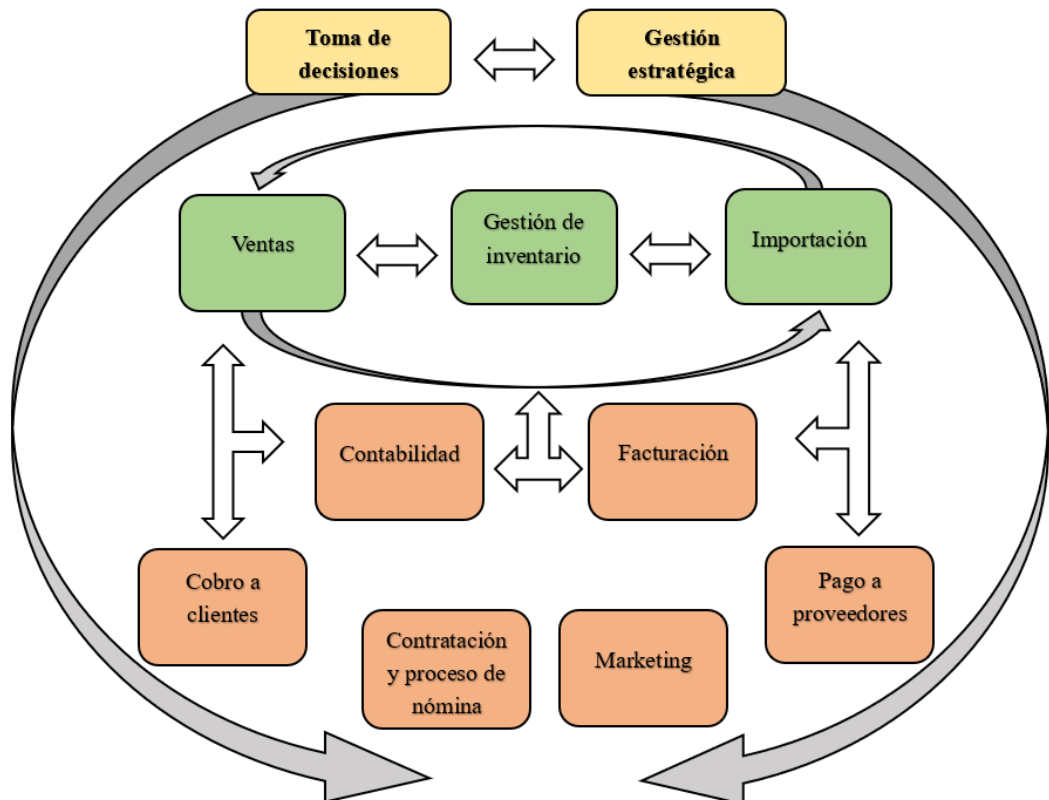 Toma de
decisiones
Gestión
estratégica
Ventas
Gestión de
inventario
Importación
Contabilidad
Facturación
Cobro a
clientes
Pago a
proveedores
Contratación
y proceso de
nómina
Marketing